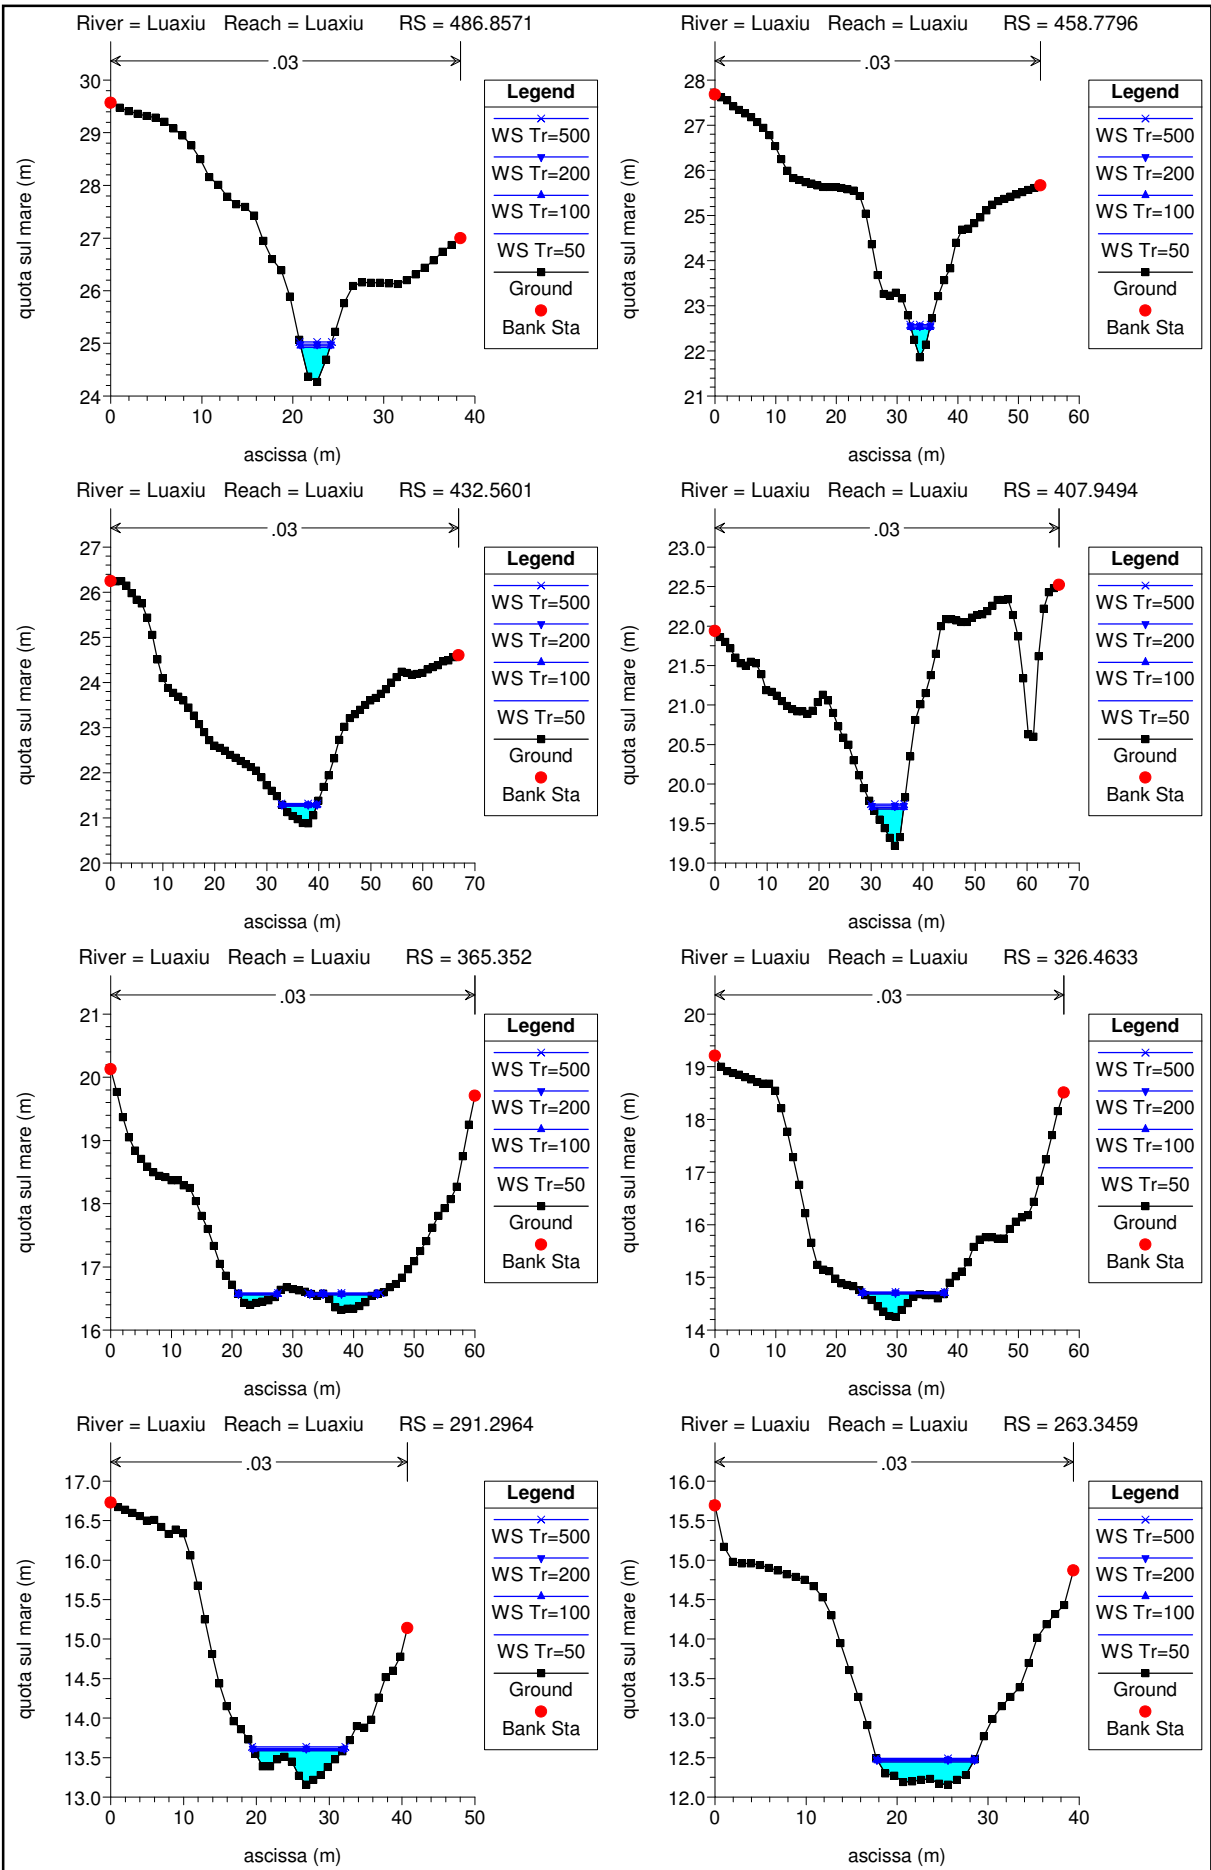 River = Luaxiu Reach = Luaxiu RS = 486.8571
.03
30
29
28
27
26
25
24
0 10 20 30 40
quota sul mare (m)
ascissa (m)
Legend
WS Tr=500
WS Tr=200
WS Tr=100
WS Tr=50
Ground
Bank Sta
River = Luaxiu Reach = Luaxiu RS = 458.7796
.03
28
27
26
25
24
23
22
21
0 10 20 30 40 50 60
quota sul mare (m)
ascissa (m)
Legend
WS Tr=500
WS Tr=200
WS Tr=100
WS Tr=50
Ground
Bank Sta
River = Luaxiu Reach = Luaxiu RS = 432.5601
.03
27
26
25
24
23
22
21
20
0 10 20 30 40 50 60 70
quota sul mare (m)
ascissa (m)
Legend
WS Tr=500
WS Tr=200
WS Tr=100
WS Tr=50
Ground
Bank Sta
River = Luaxiu Reach = Luaxiu RS = 407.9494
.03
23.0
22.5
22.0
21.5
21.0
20.5
20.0
19.5
19.0
0 10 20 30 40 50 60 70
quota sul mare (m)
ascissa (m)
Legend
WS Tr=500
WS Tr=200
WS Tr=100
WS Tr=50
Ground
Bank Sta
River = Luaxiu Reach = Luaxiu RS = 365.352
.03
21
20
19
18
17
16
0 10 20 30 40 50 60
quota sul mare (m)
ascissa (m)
Legend
WS Tr=500
WS Tr=200
WS Tr=100
WS Tr=50
Ground
Bank Sta
River = Luaxiu Reach = Luaxiu RS = 326.4633
.03
20
19
18
17
16
15
14
0 10 20 30 40 50 60
quota sul mare (m)
ascissa (m)
Legend
WS Tr=500
WS Tr=200
WS Tr=100
WS Tr=50
Ground
Bank Sta
River = Luaxiu Reach = Luaxiu RS = 291.2964
.03
17.0
16.5
16.0
15.5
15.0
14.5
14.0
13.5
13.0
0 10 20 30 40 50
quota sul mare (m)
ascissa (m)
Legend
WS Tr=500
WS Tr=200
WS Tr=100
WS Tr=50
Ground
Bank Sta
River = Luaxiu Reach = Luaxiu RS = 263.3459
.03
16.0
15.5
15.0
14.5
14.0
13.5
13.0
12.5
12.0
0 10 20 30 40
quota sul mare (m)
ascissa (m)
Legend
WS Tr=500
WS Tr=200
WS Tr=100
WS Tr=50
Ground
Bank Sta